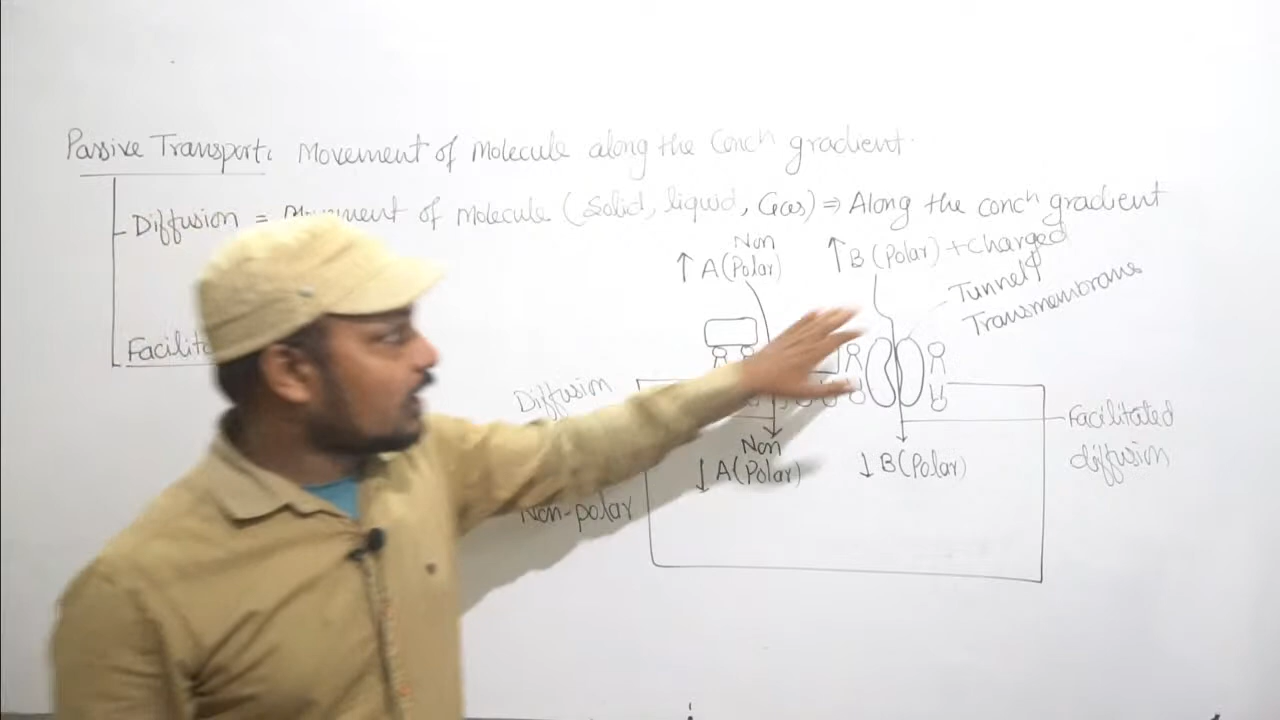 Passive Transport: Movement of Molecule along the Concn gradient.
Diffusion = Movement of Molecule (Solid, liquid, Gas) ⇒ Along the concn gradient
Non
↑ A (Polar)
↑ B (Polar) + Charged
Tunnel
Transmembrane
Facilita
Diffusion
Non
↓ A (Polar)
↓ B (Polar)
Facilitated
diffusion
Non-polar